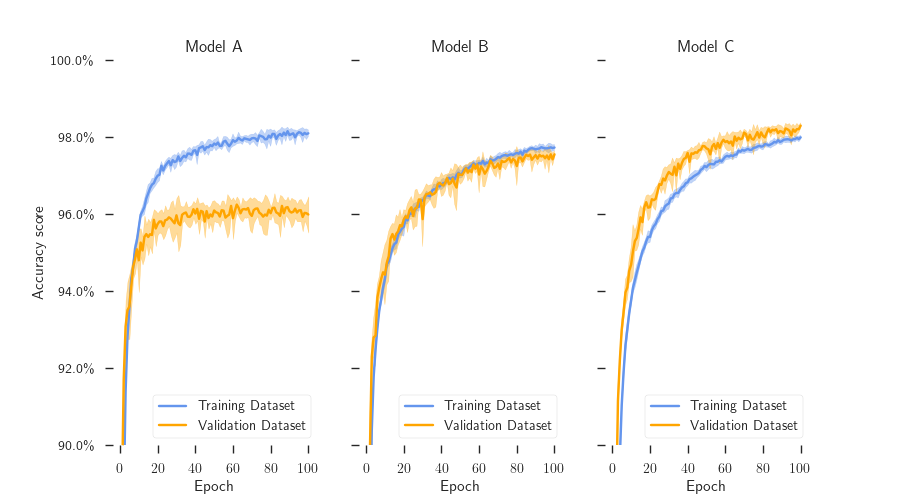 Model A
Model B
Model C
100.0%
98.0%
96.0%
94.0%
92.0%
90.0%
Accuracy score
Training Dataset
Validation Dataset
Training Dataset
Validation Dataset
Training Dataset
Validation Dataset
0 20 40 60 80 100
0 20 40 60 80 100
0 20 40 60 80 100
Epoch
Epoch
Epoch